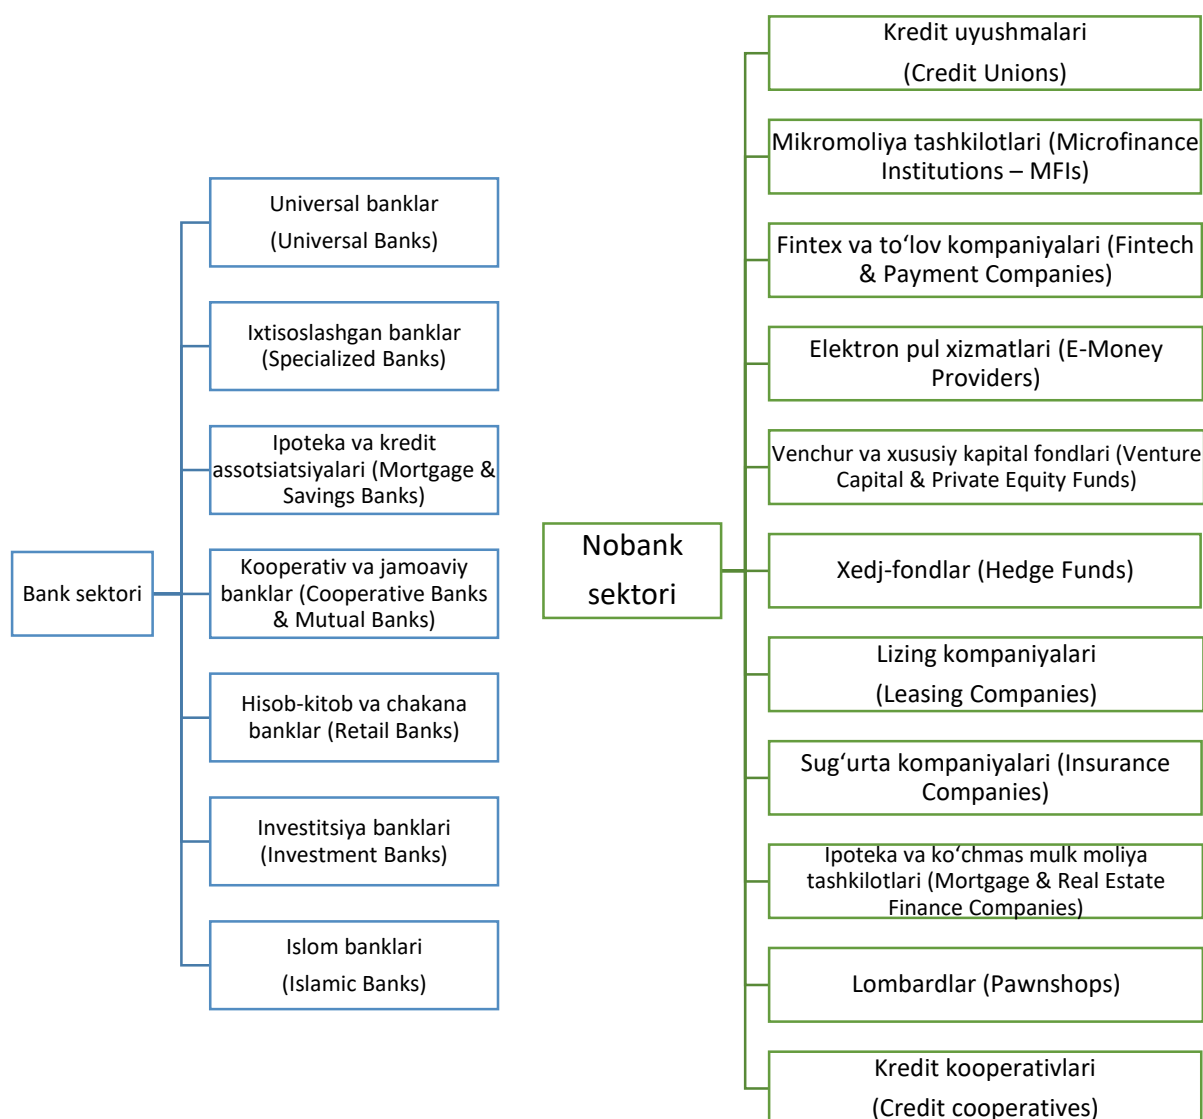 Bank sektori
Universal banklar
(Universal Banks)
Ixtisoslashgan banklar
(Specialized Banks)
Ipoteka va kredit
assotsiatsiyalari (Mortgage &
Savings Banks)
Kooperativ va jamoaviy
banklar (Cooperative Banks
& Mutual Banks)
Hisob-kitob va chakana
banklar (Retail Banks)
Investitsiya banklari
(Investment Banks)
Islom banklari
(Islamic Banks)
Nobank
sektori
Kredit uyushmalari
(Credit Unions)
Mikromoliya tashkilotlari (Microfinance
Institutions – MFIs)
Fintex va to‘lov kompaniyalari (Fintech
& Payment Companies)
Elektron pul xizmatlari (E-Money
Providers)
Venchur va xususiy kapital fondlari (Venture
Capital & Private Equity Funds)
Xedj-fondlar (Hedge Funds)
Lizing kompaniyalari
(Leasing Companies)
Sug‘urta kompaniyalari (Insurance
Companies)
Ipoteka va ko‘chmas mulk moliya
tashkilotlari (Mortgage & Real Estate
Finance Companies)
Lombardlar (Pawnshops)
Kredit kooperativlari
(Credit cooperatives)